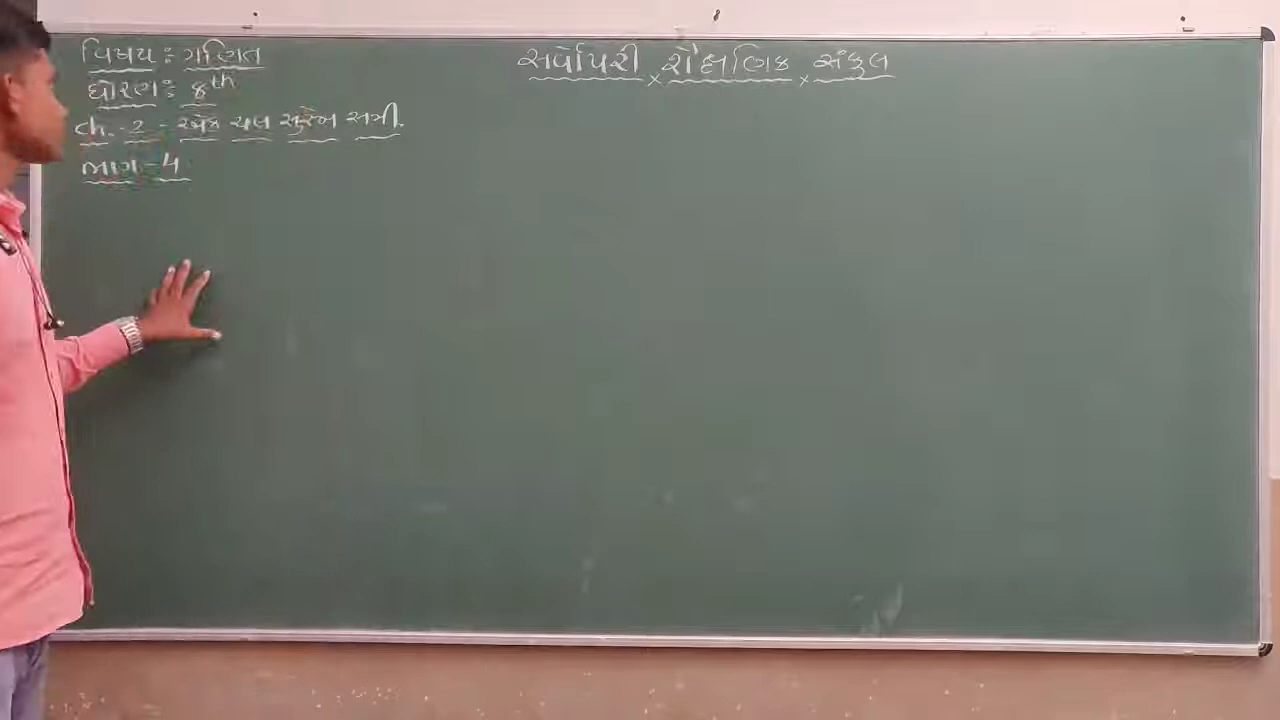 વિષય : ગણિત
ધોરણ : 8th
સર્વોપરી શૈક્ષણિક સંકુલ
ch. - 2 - એક ચલ સુરેખ સમી.
ભાગ - 4